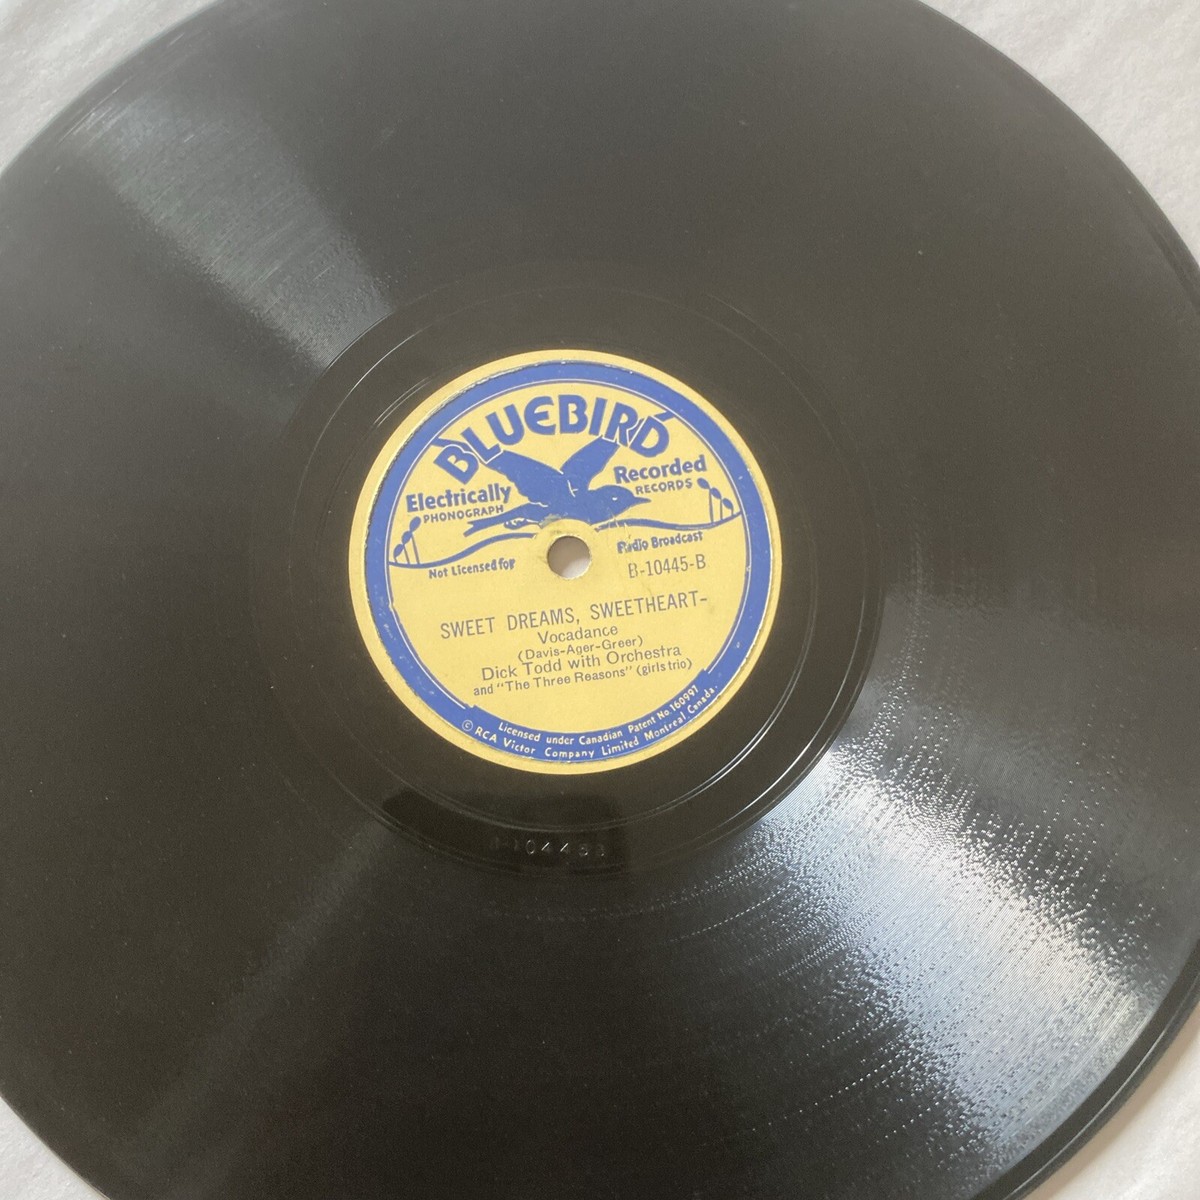 BLUEBIRD
Electrically Recorded
PHONOGRAPH RECORDS
Not Licensed for Radio Broadcast
B-10445-B
SWEET DREAMS, SWEETHEART-
Vocadance
(Davis-Ager-Greer)
Dick Todd with Orchestra
and "The Three Reasons" (girls trio)
Licensed under Canadian Patent No. 160997
© RCA Victor Company Limited Montreal, Canada.